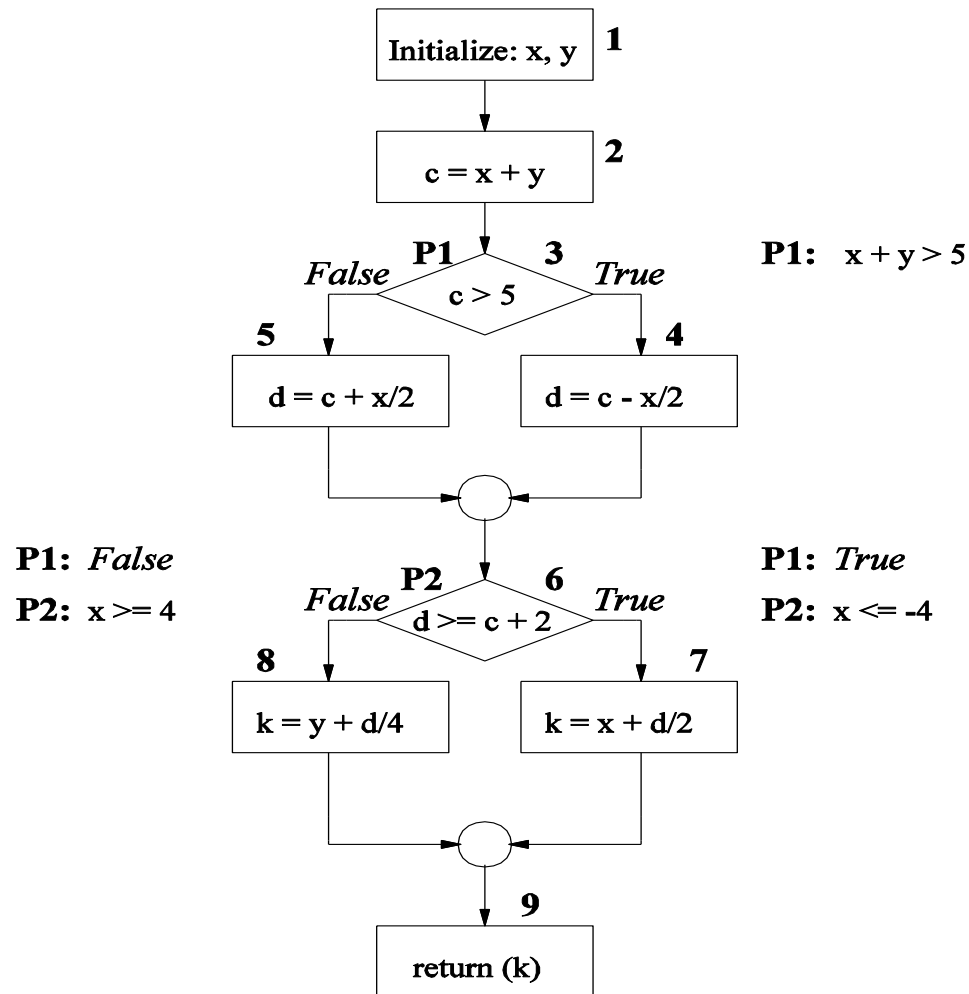 Initialize: x, y
1
c = x + y
2
P1
3
P1: x + y > 5
False
c > 5
True
5
4
d = c + x/2
d = c - x/2
P1: False
P1: True
P2
6
P2: x >= 4
False
d >= c + 2
True
P2: x <= -4
8
7
k = y + d/4
k = x + d/2
9
return (k)